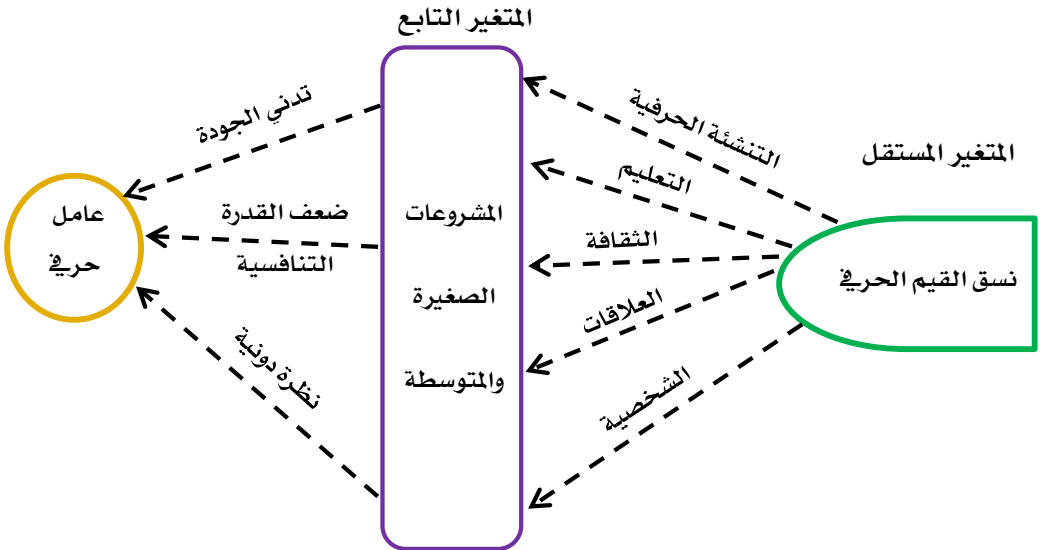 المتغير المستقل
نسق القيم الحرفي
التنشئة الحرفية
التعليم
الثقافة
العلاقات
الشخصية
المتغير التابع
المشروعات
الصغيرة
والمتوسطة
تدني الجودة
ضعف القدرة
التنافسية
نظرة دونية
عامل
حرفي